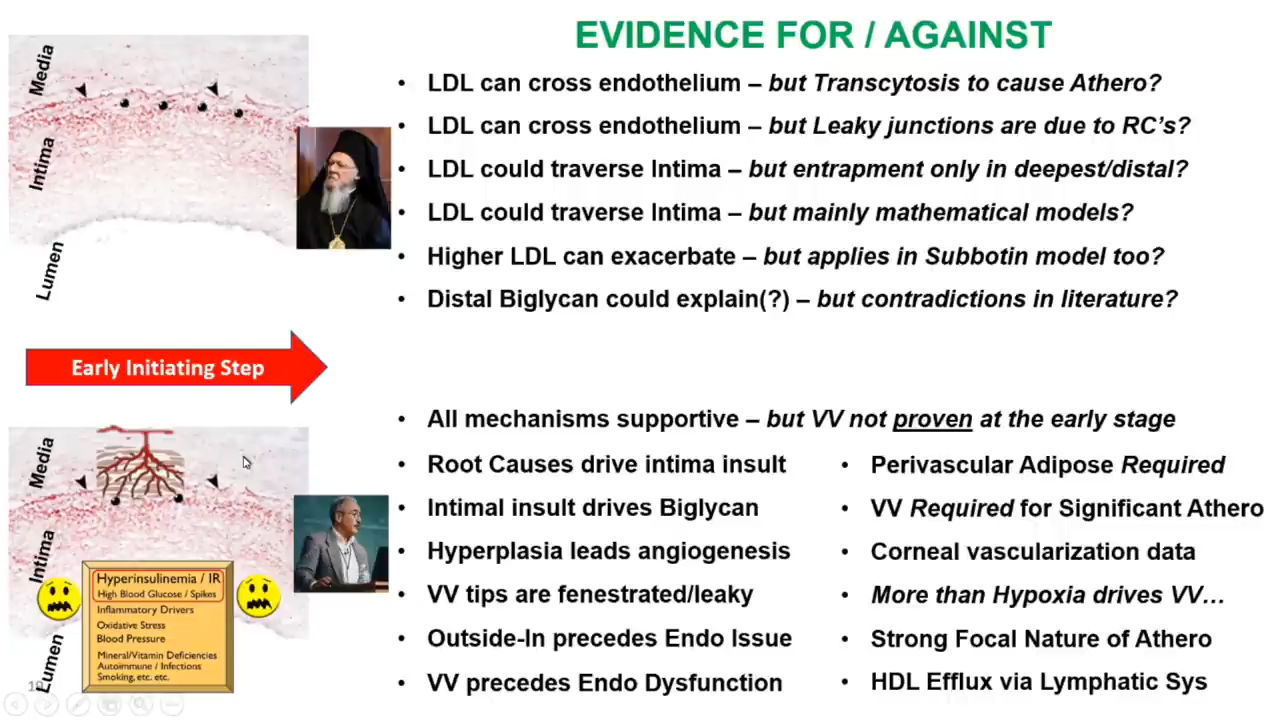 EVIDENCE FOR / AGAINST
Media
Intima
Lumen
• LDL can cross endothelium – but Transcytosis to cause Athero?
• LDL can cross endothelium – but Leaky junctions are due to RC's?
• LDL could traverse Intima – but entrapment only in deepest/distal?
• LDL could traverse Intima – but mainly mathematical models?
• Higher LDL can exacerbate – but applies in Subbotin model too?
• Distal Biglycan could explain(?) – but contradictions in literature?
Early Initiating Step
Media
Intima
Lumen
Hyperinsulinemia / IR
High Blood Glucose / Spikes
Inflammatory Drivers
Oxidative Stress
Blood Pressure
Mineral/Vitamin Deficiencies
Autoimmune / Infections
Smoking, etc. etc.
• All mechanisms supportive – but VV not proven at the early stage
• Root Causes drive intima insult
• Intimal insult drives Biglycan
• Hyperplasia leads angiogenesis
• VV tips are fenestrated/leaky
• Outside-In precedes Endo Issue
• VV precedes Endo Dysfunction
• Perivascular Adipose Required
• VV Required for Significant Athero
• Corneal vascularization data
• More than Hypoxia drives VV…
• Strong Focal Nature of Athero
• HDL Efflux via Lymphatic Sys